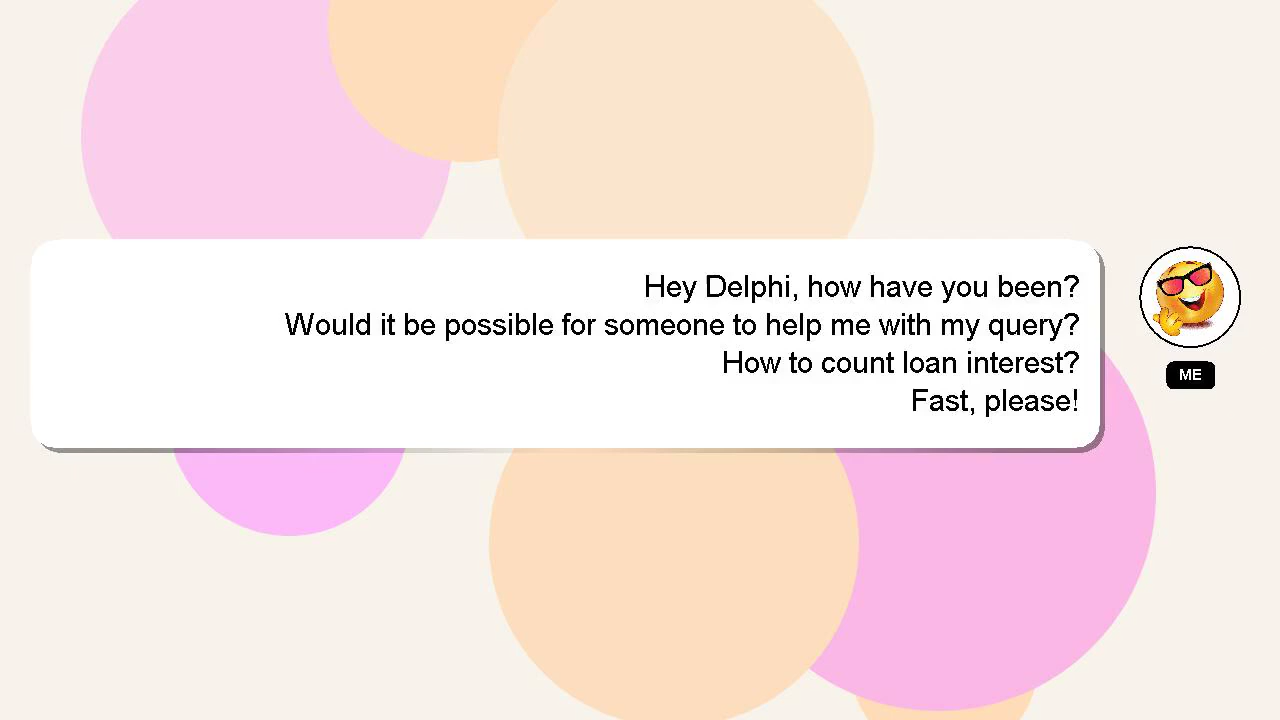 Hey Delphi, how have you been?
Would it be possible for someone to help me with my query?
How to count loan interest?
Fast, please!
ME